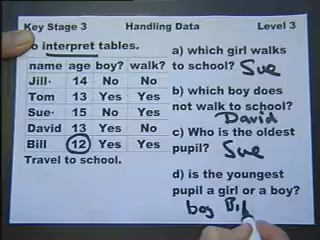 Key Stage 3 Handling Data Level 3
o interpret tables.
name age boy? walk?
Jill· 14 No No
Tom 13 Yes Yes
Sue· 15 No Yes
David 13 Yes No
Bill 12 Yes Yes
Travel to school.
a) which girl walks
to school? Sue
b) which boy does
not walk to school?
David
c) Who is the oldest
pupil? Sue
d) is the youngest
pupil a girl or a boy?
boy Bill